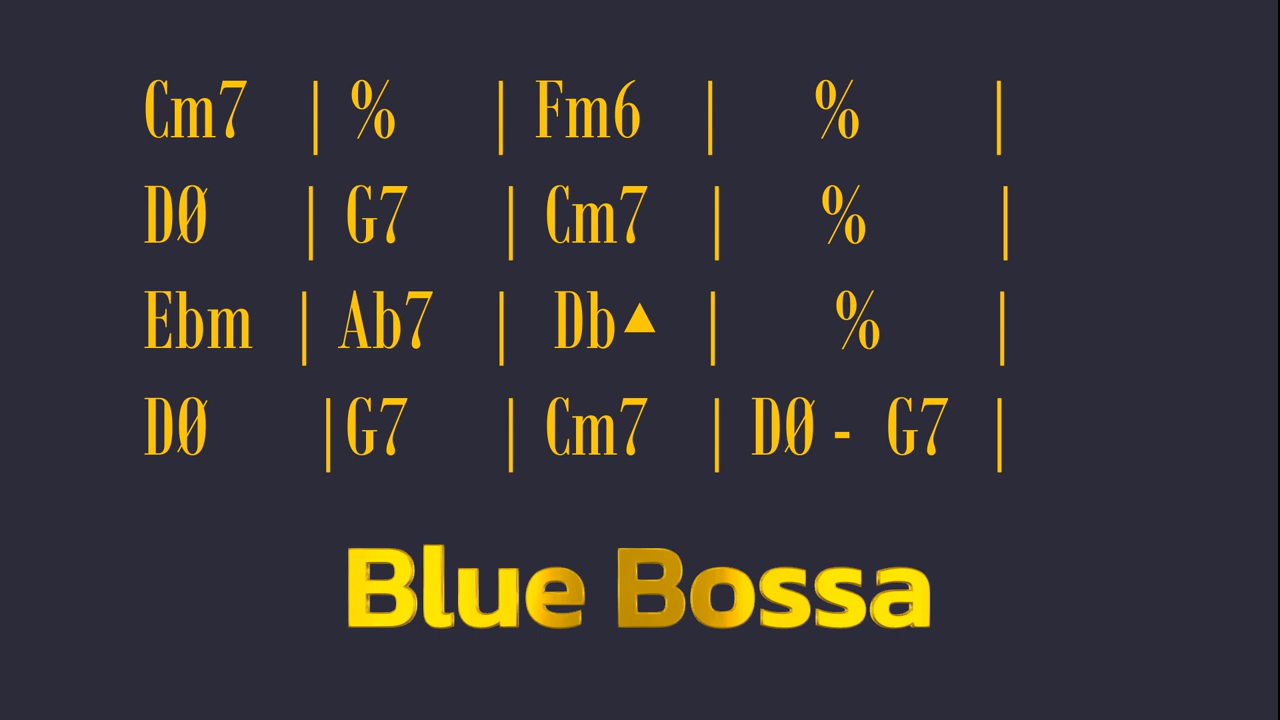 Cm7 | % | Fm6 | % |
DØ | G7 | Cm7 | % |
Ebm | Ab7 | Db▲ | % |
DØ | G7 | Cm7 | DØ - G7 |
Blue Bossa